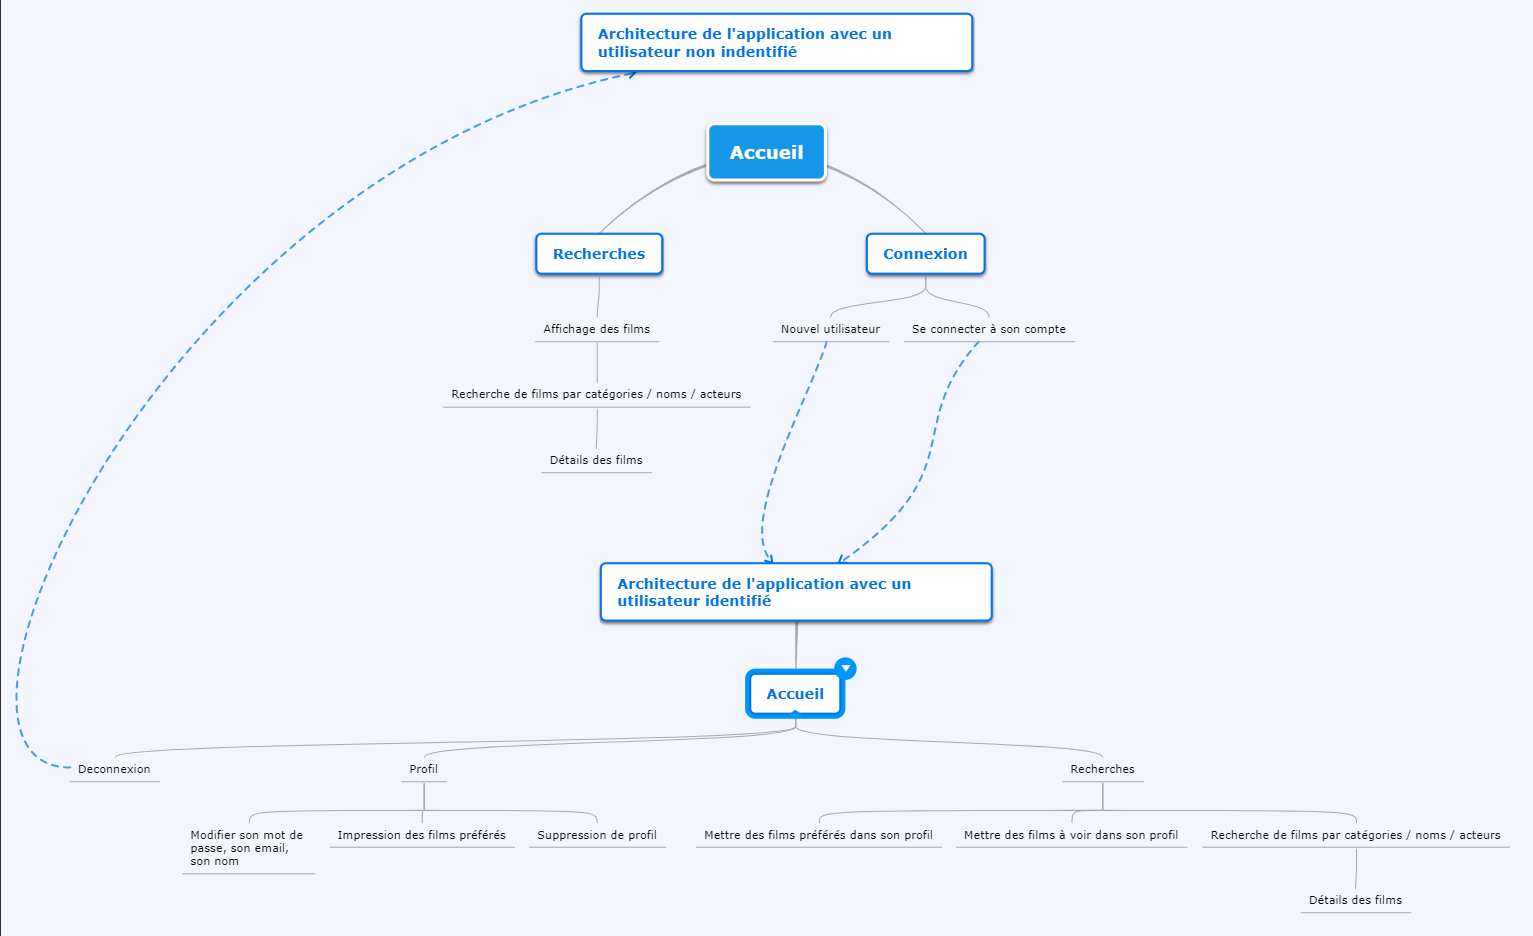 Architecture de l'application avec un
utilisateur non indentifié
Accueil
Recherches
Connexion
Affichage des films
Nouvel utilisateur
Se connecter à son compte
Recherche de films par catégories / noms / acteurs
Détails des films
Architecture de l'application avec un
utilisateur identifié
Accueil
Deconnexion
Profil
Recherches
Modifier son mot de
passe, son email,
son nom
Impression des films préférés
Suppression de profil
Mettre des films préférés dans son profil
Mettre des films à voir dans son profil
Recherche de films par catégories / noms / acteurs
Détails des films